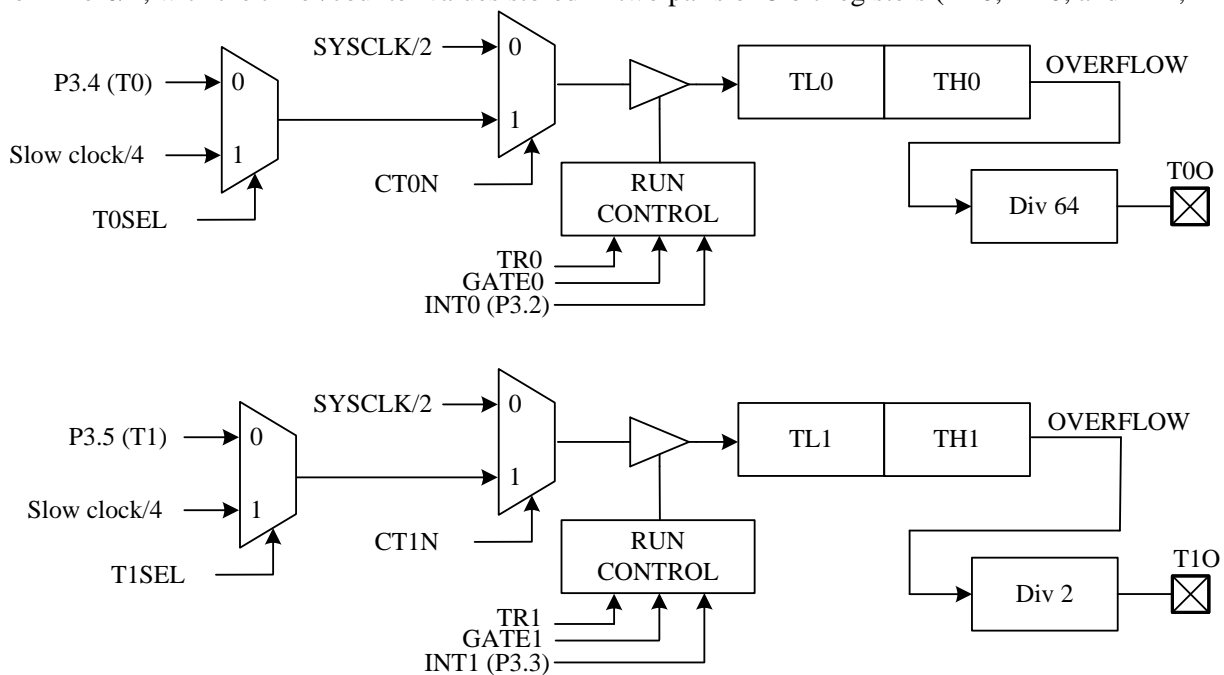 SYSCLK/2
0
P3.4 (T0)
0
TL0
TH0
OVERFLOW
1
Slow clock/4
1
T0O
CT0N
RUN
CONTROL
Div 64
T0SEL
TR0
GATE0
INT0 (P3.2)
SYSCLK/2
0
P3.5 (T1)
0
TL1
TH1
OVERFLOW
1
Slow clock/4
1
CT1N
RUN
CONTROL
T1O
T1SEL
Div 2
TR1
GATE1
INT1 (P3.3)